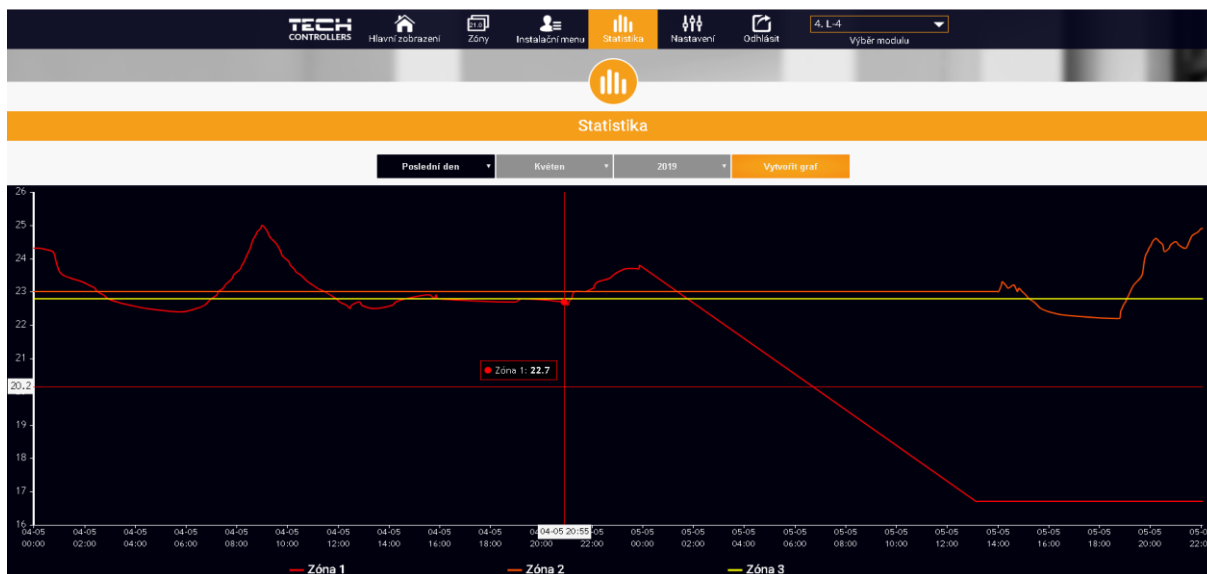 TECH
CONTROLLERS
Hlavní zobrazení
21.0
Zóny
Instalační menu
Statistika
Nastavení
Odhlásit
4. L-4
Výběr modulu
Statistika
Poslední den Květen 2019 Vytvořit graf
26
25
24
23
22
21
20.2
19
18
17
16
Zóna 1: 22.7
04-05 04-05 04-05 04-05 04-05 04-05 04-05 04-05 04-05 04-05 04-05 20:55 05-05 05-05 05-05 05-05 05-05 05-05 05-05 05-05 05-05 05-05 05-05
00:00 02:00 04:00 06:00 08:00 10:00 12:00 14:00 16:00 18:00 20:00 22:00 00:00 02:00 04:00 06:00 08:00 10:00 12:00 14:00 16:00 18:00 20:00 22:
Zóna 1 Zóna 2 Zóna 3